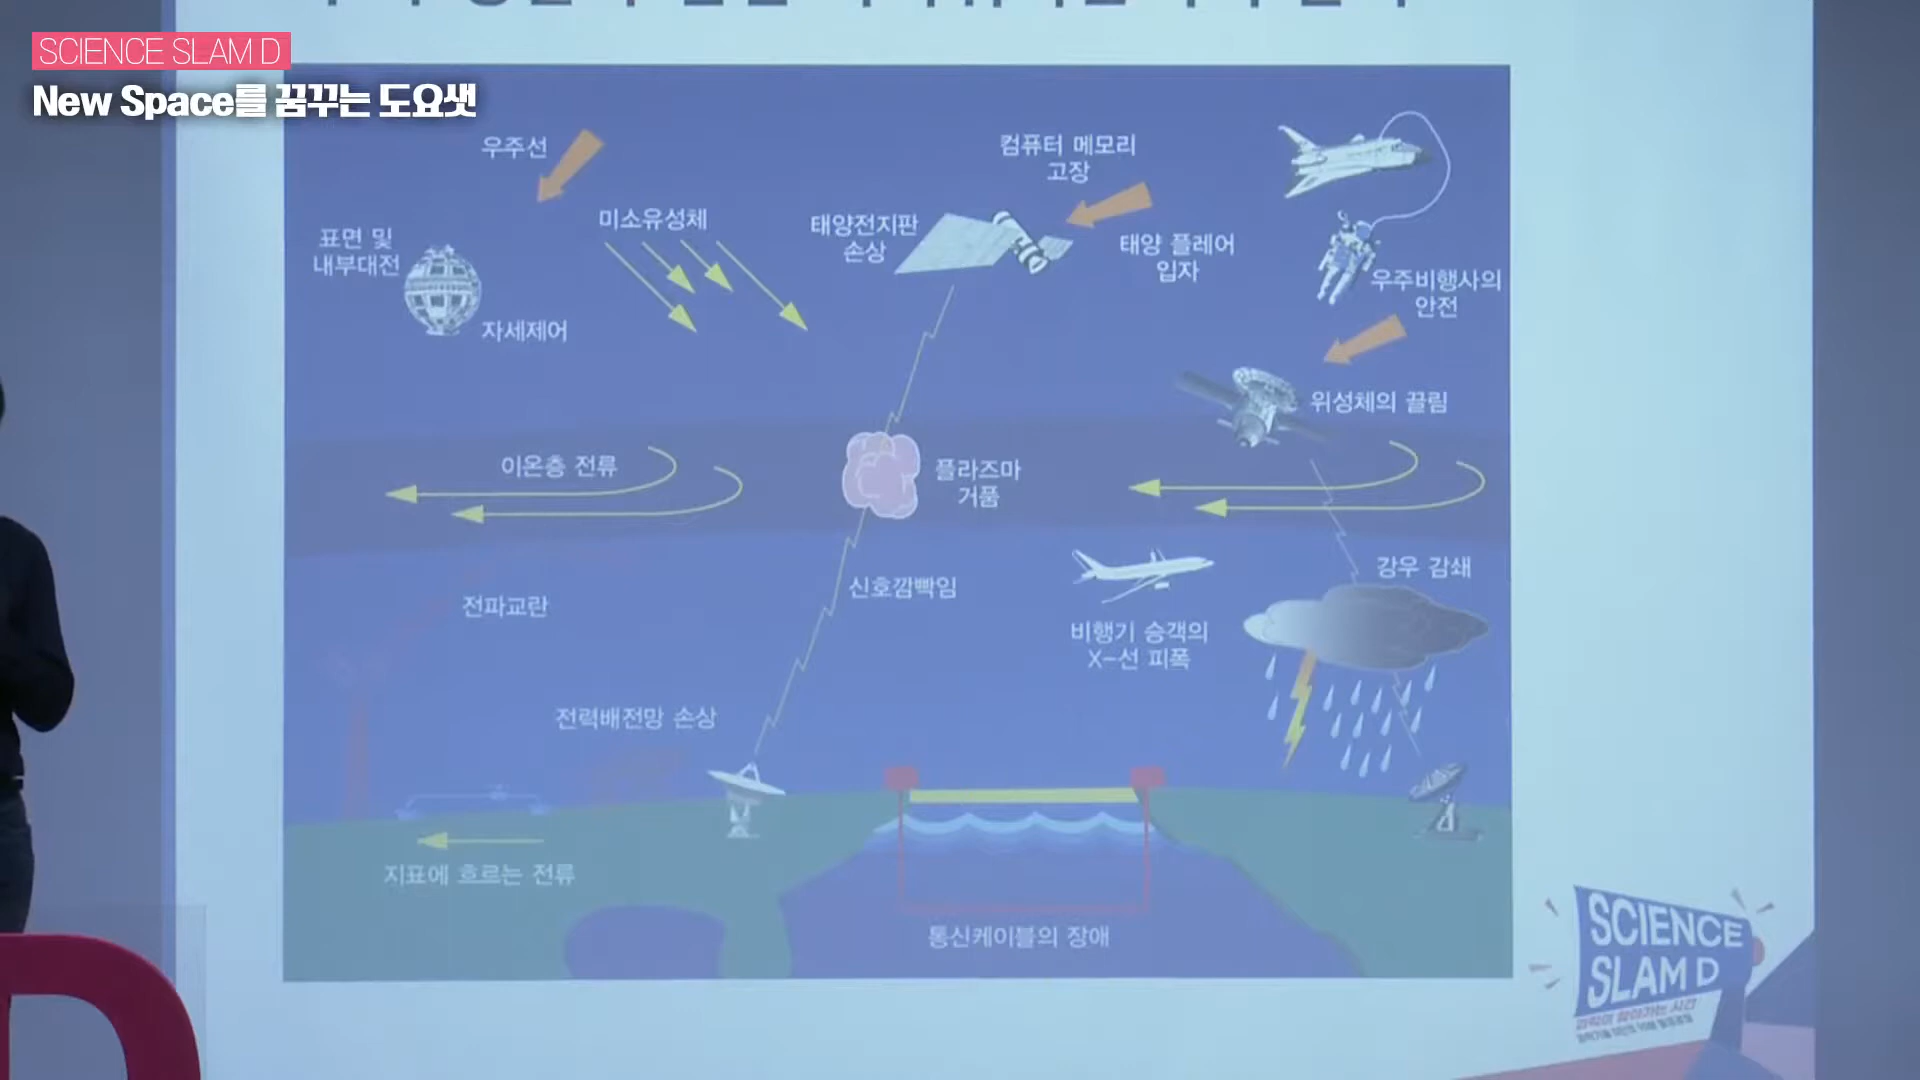 SCIENCE SLAM D
New Space를 꿈꾸는 도요샛
우주선
컴퓨터 메모리
고장
미소유성체
태양전지판
손상
표면 및
내부대전
태양 플레어
입자
우주비행사의
안전
자세제어
위성체의 끌림
이온층 전류
플라즈마
거품
강우 감쇄
신호깜빡임
전파교란
비행기 승객의
X-선 피폭
전력배전망 손상
지표에 흐르는 전류
통신케이블의 장애
SCIENCE
SLAM D